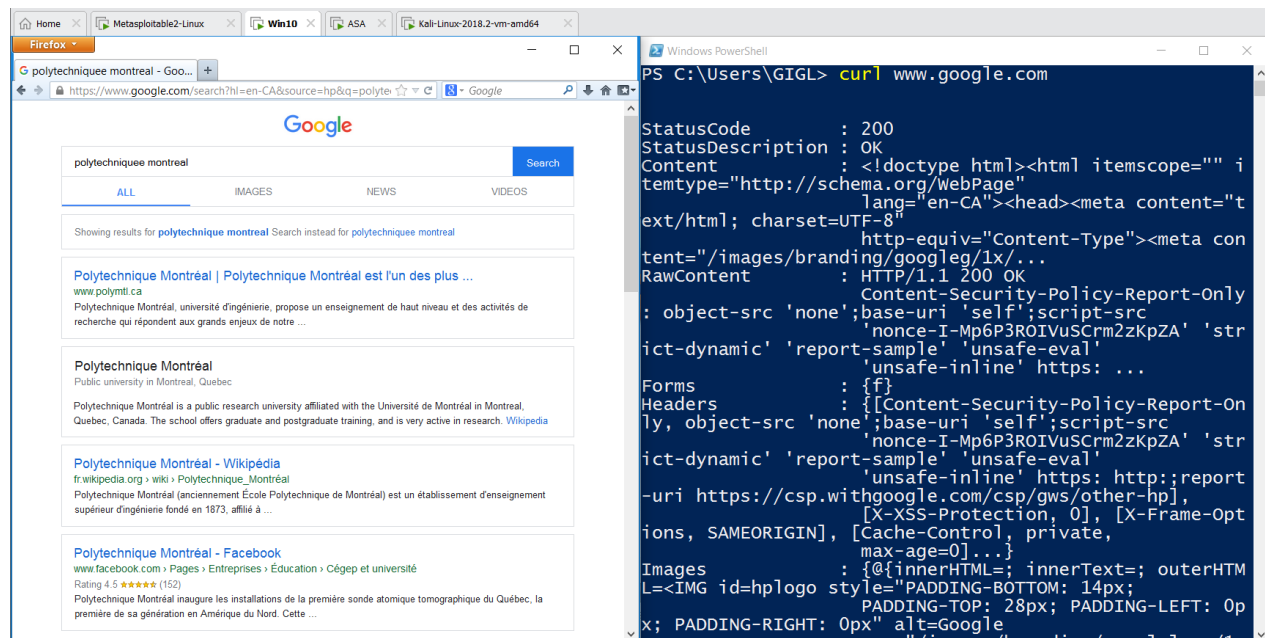 Home
Metasploitable2-Linux
Win10
ASA
Kali-Linux-2018.2-vm-amd64
Firefox
polytechniquee montreal - Goo...
https://www.google.com/search?hl=en-CA&source=hp&q=polyte
Google
Google
polytechniquee montreal
Search
ALL
IMAGES
NEWS
VIDEOS
Showing results for polytechnique montreal Search instead for polytechniquee montreal
Polytechnique Montréal | Polytechnique Montréal est l'un des plus ...
www.polymtl.ca
Polytechnique Montréal, université d'ingénierie, propose un enseignement de haut niveau et des activités de
recherche qui répondent aux grands enjeux de notre ...
Polytechnique Montréal
Public university in Montreal, Quebec
Polytechnique Montréal is a public research university affiliated with the Université de Montréal in Montreal,
Quebec, Canada. The school offers graduate and postgraduate training, and is very active in research. Wikipedia
Polytechnique Montréal - Wikipédia
fr.wikipedia.org › wiki › Polytechnique_Montréal
Polytechnique Montréal (anciennement École Polytechnique de Montréal) est un établissement d'enseignement
supérieur d'ingénierie fondé en 1873, affilié à ...
Polytechnique Montréal - Facebook
www.facebook.com › Pages › Entreprises › Éducation › Cégep et université
Rating 4.5 ★★★★★ (152)
Polytechnique Montréal inaugure les installations de la première sonde atomique tomographique du Québec, la
première de sa génération en Amérique du Nord. Cette ...
Windows PowerShell
PS C:\Users\GIGL> curl www.google.com
StatusCode : 200
StatusDescription : OK
Content : <!doctype html><html itemscope="" i
temtype="http://schema.org/WebPage"
lang="en-CA"><head><meta content="t
ext/html; charset=UTF-8"
http-equiv="Content-Type"><meta con
tent="/images/branding/googleg/1x/...
RawContent : HTTP/1.1 200 OK
Content-Security-Policy-Report-Only
: object-src 'none';base-uri 'self';script-src
'nonce-I-Mp6P3ROIVuSCrm2zKpZA' 'str
ict-dynamic' 'report-sample' 'unsafe-eval'
'unsafe-inline' https: ...
Forms : {f}
Headers : {[Content-Security-Policy-Report-On
ly, object-src 'none';base-uri 'self';script-src
'nonce-I-Mp6P3ROIVuSCrm2zKpZA' 'str
ict-dynamic' 'report-sample' 'unsafe-eval'
'unsafe-inline' https: http:;report
-uri https://csp.withgoogle.com/csp/gws/other-hp],
[X-XSS-Protection, 0], [X-Frame-Opt
ions, SAMEORIGIN], [Cache-Control, private,
max-age=0]...}
Images : {@{innerHTML=; innerText=; outerHTM
L=<IMG id=hplogo style="PADDING-BOTTOM: 14px;
PADDING-TOP: 28px; PADDING-LEFT: 0p
x; PADDING-RIGHT: 0px" alt=Google